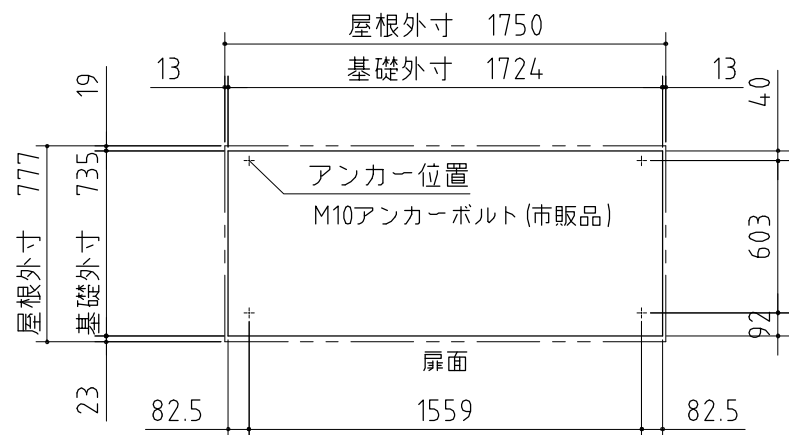 屋根外寸 1750
13 基礎外寸 1724 13
19
40
屋根外寸 777
基礎外寸 735
アンカー位置
M10アンカーボルト(市販品)
603
92
扉面
23
82.5 1559 82.5